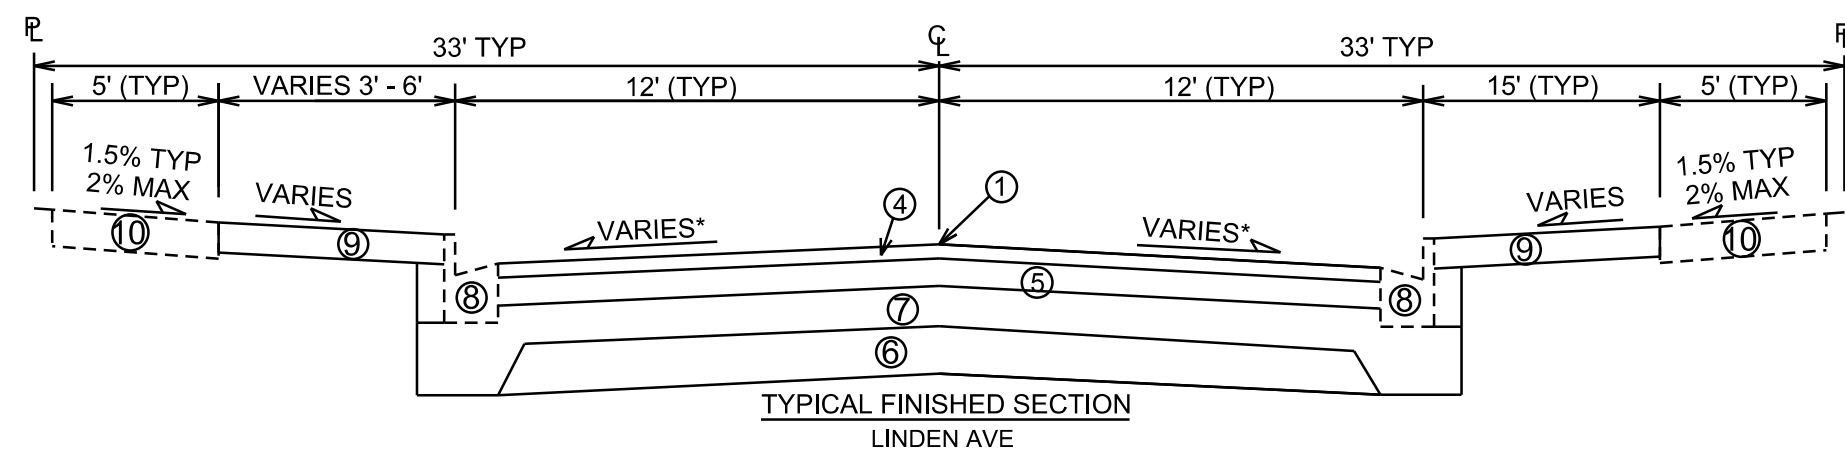 PL CL PL
33' TYP 33' TYP
5' (TYP) VARIES 3' - 6' 12' (TYP) 12' (TYP) 15' (TYP) 5' (TYP)
1.5% TYP 1.5% TYP
2% MAX 2% MAX
VARIES VARIES
4 1
VARIES* VARIES*
10 9 9 10
8 5 8
7
6
TYPICAL FINISHED SECTION
LINDEN AVE